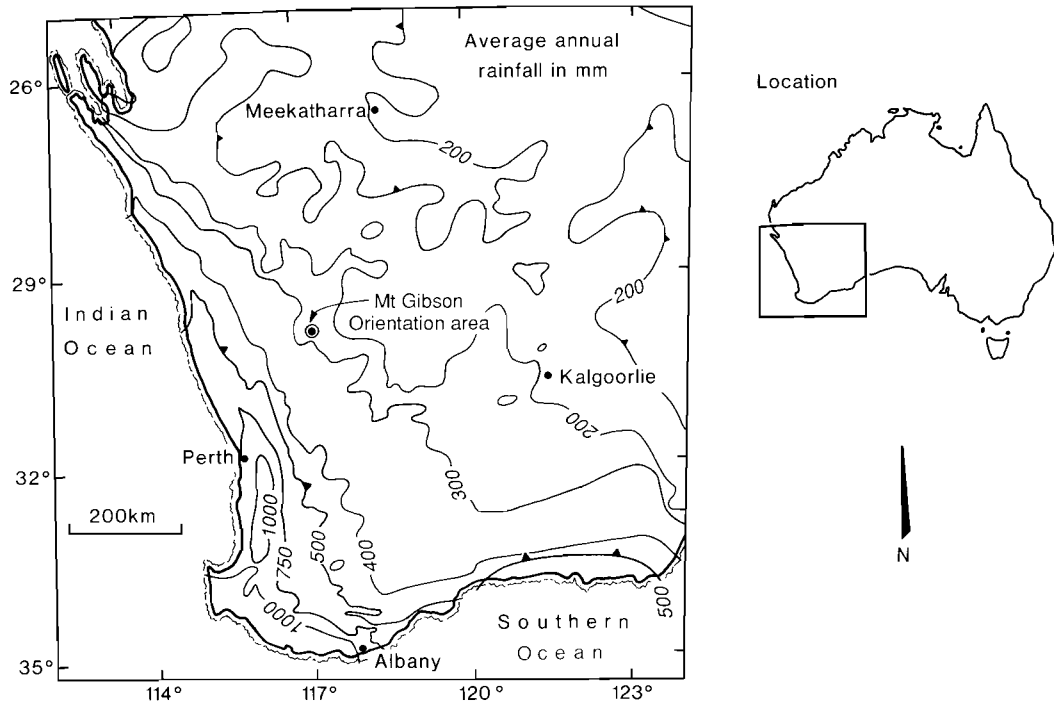 Average annual
rainfall in mm
Location
26°
Meekatharra
200
29°
Mt Gibson
Orientation area
200
Indian
Ocean
Kalgoorlie
200
Perth
32°
300
200km
1000
750
500
400
N
1000
500
Southern
Ocean
Albany
35°
114°
117°
120°
123°